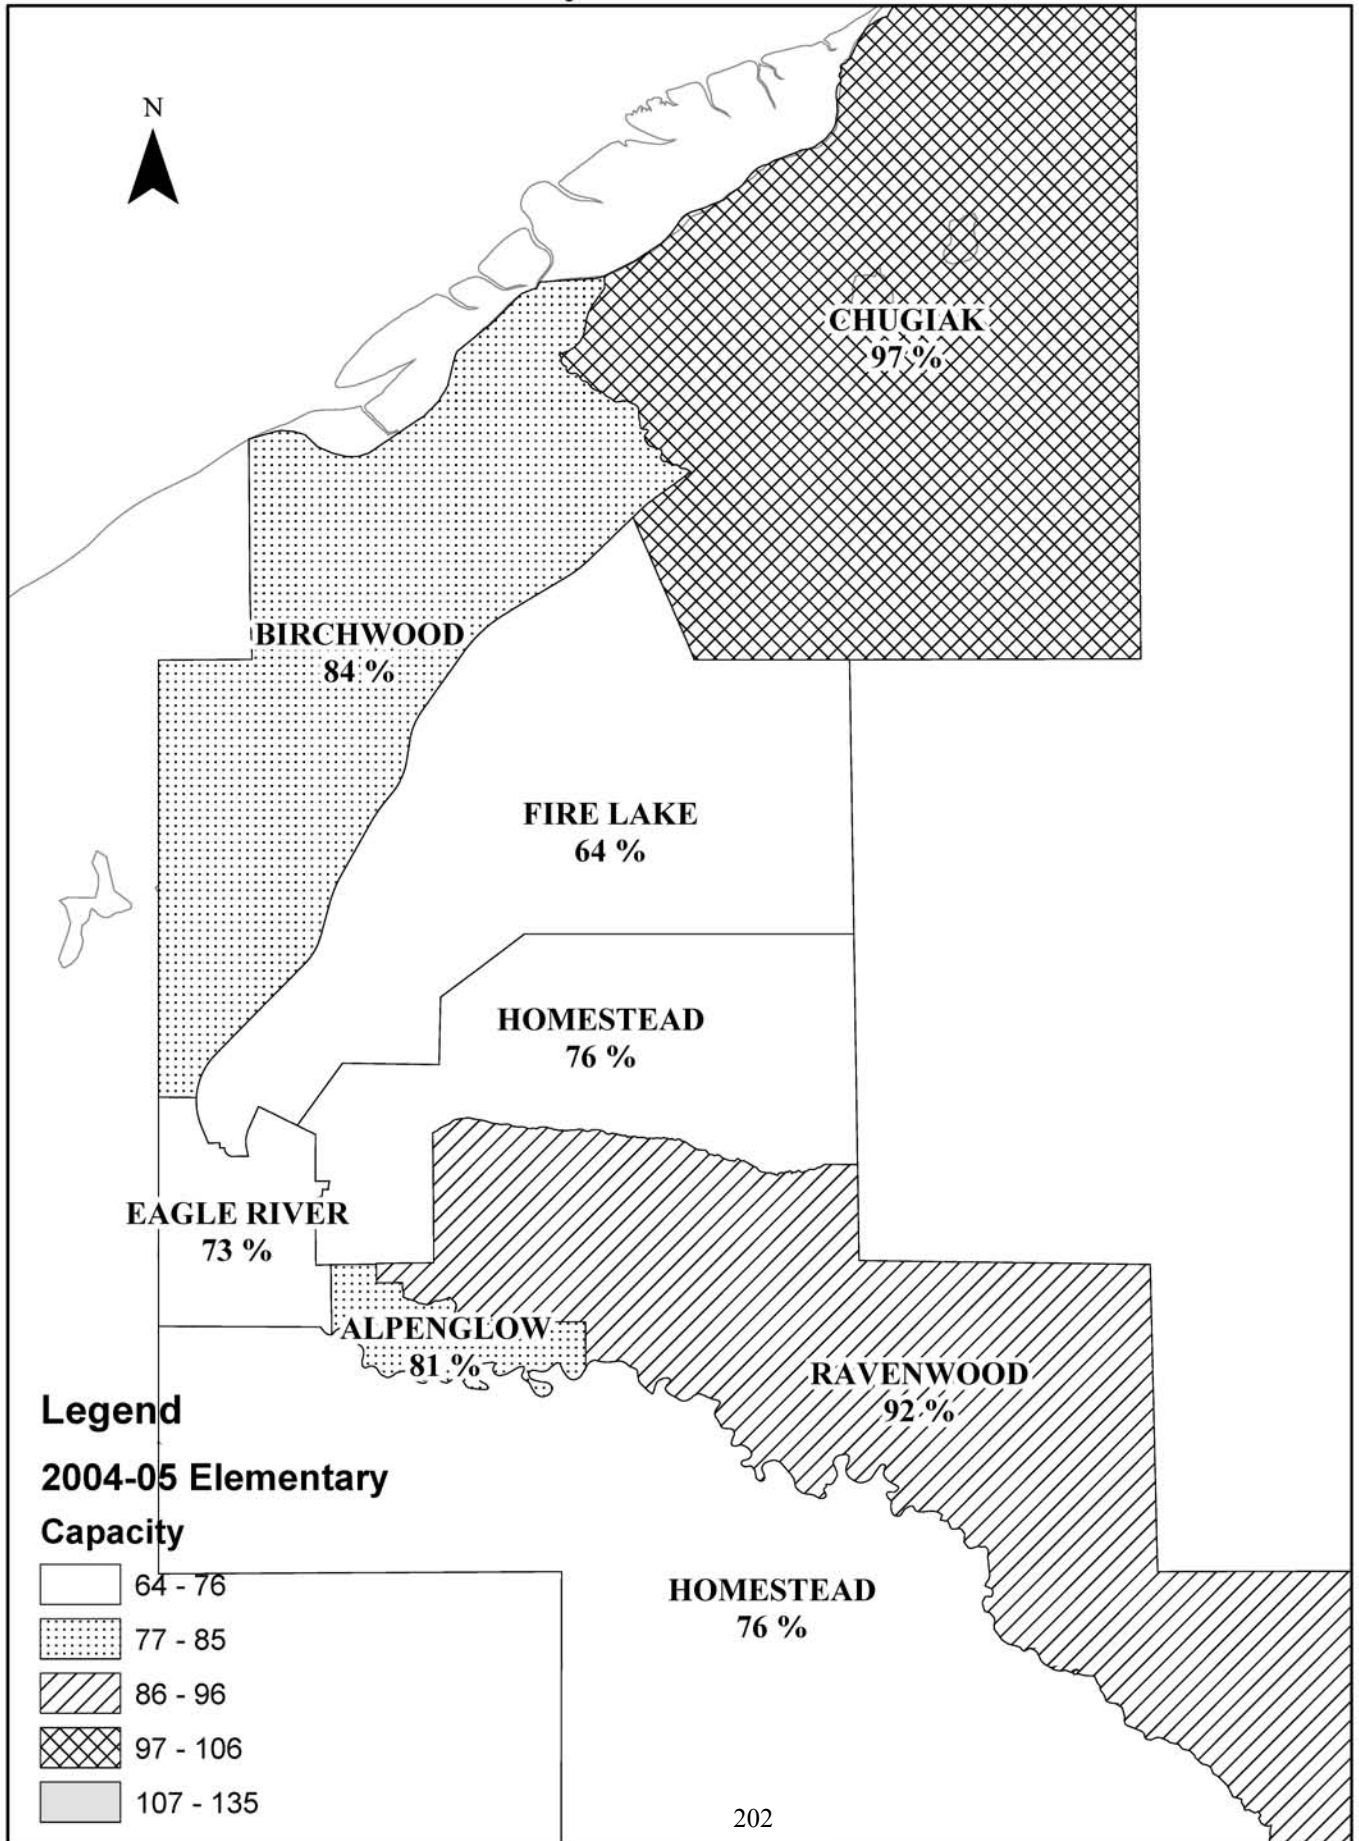 N
CHUGIAK
97 %
BIRCHWOOD
84 %
FIRE LAKE
64 %
HOMESTEAD
76 %
EAGLE RIVER
73 %
ALPENGLOW
81 %
RAVENWOOD
92 %
HOMESTEAD
76 %
Legend
2004-05 Elementary
Capacity
64 - 76
77 - 85
86 - 96
97 - 106
107 - 135
202